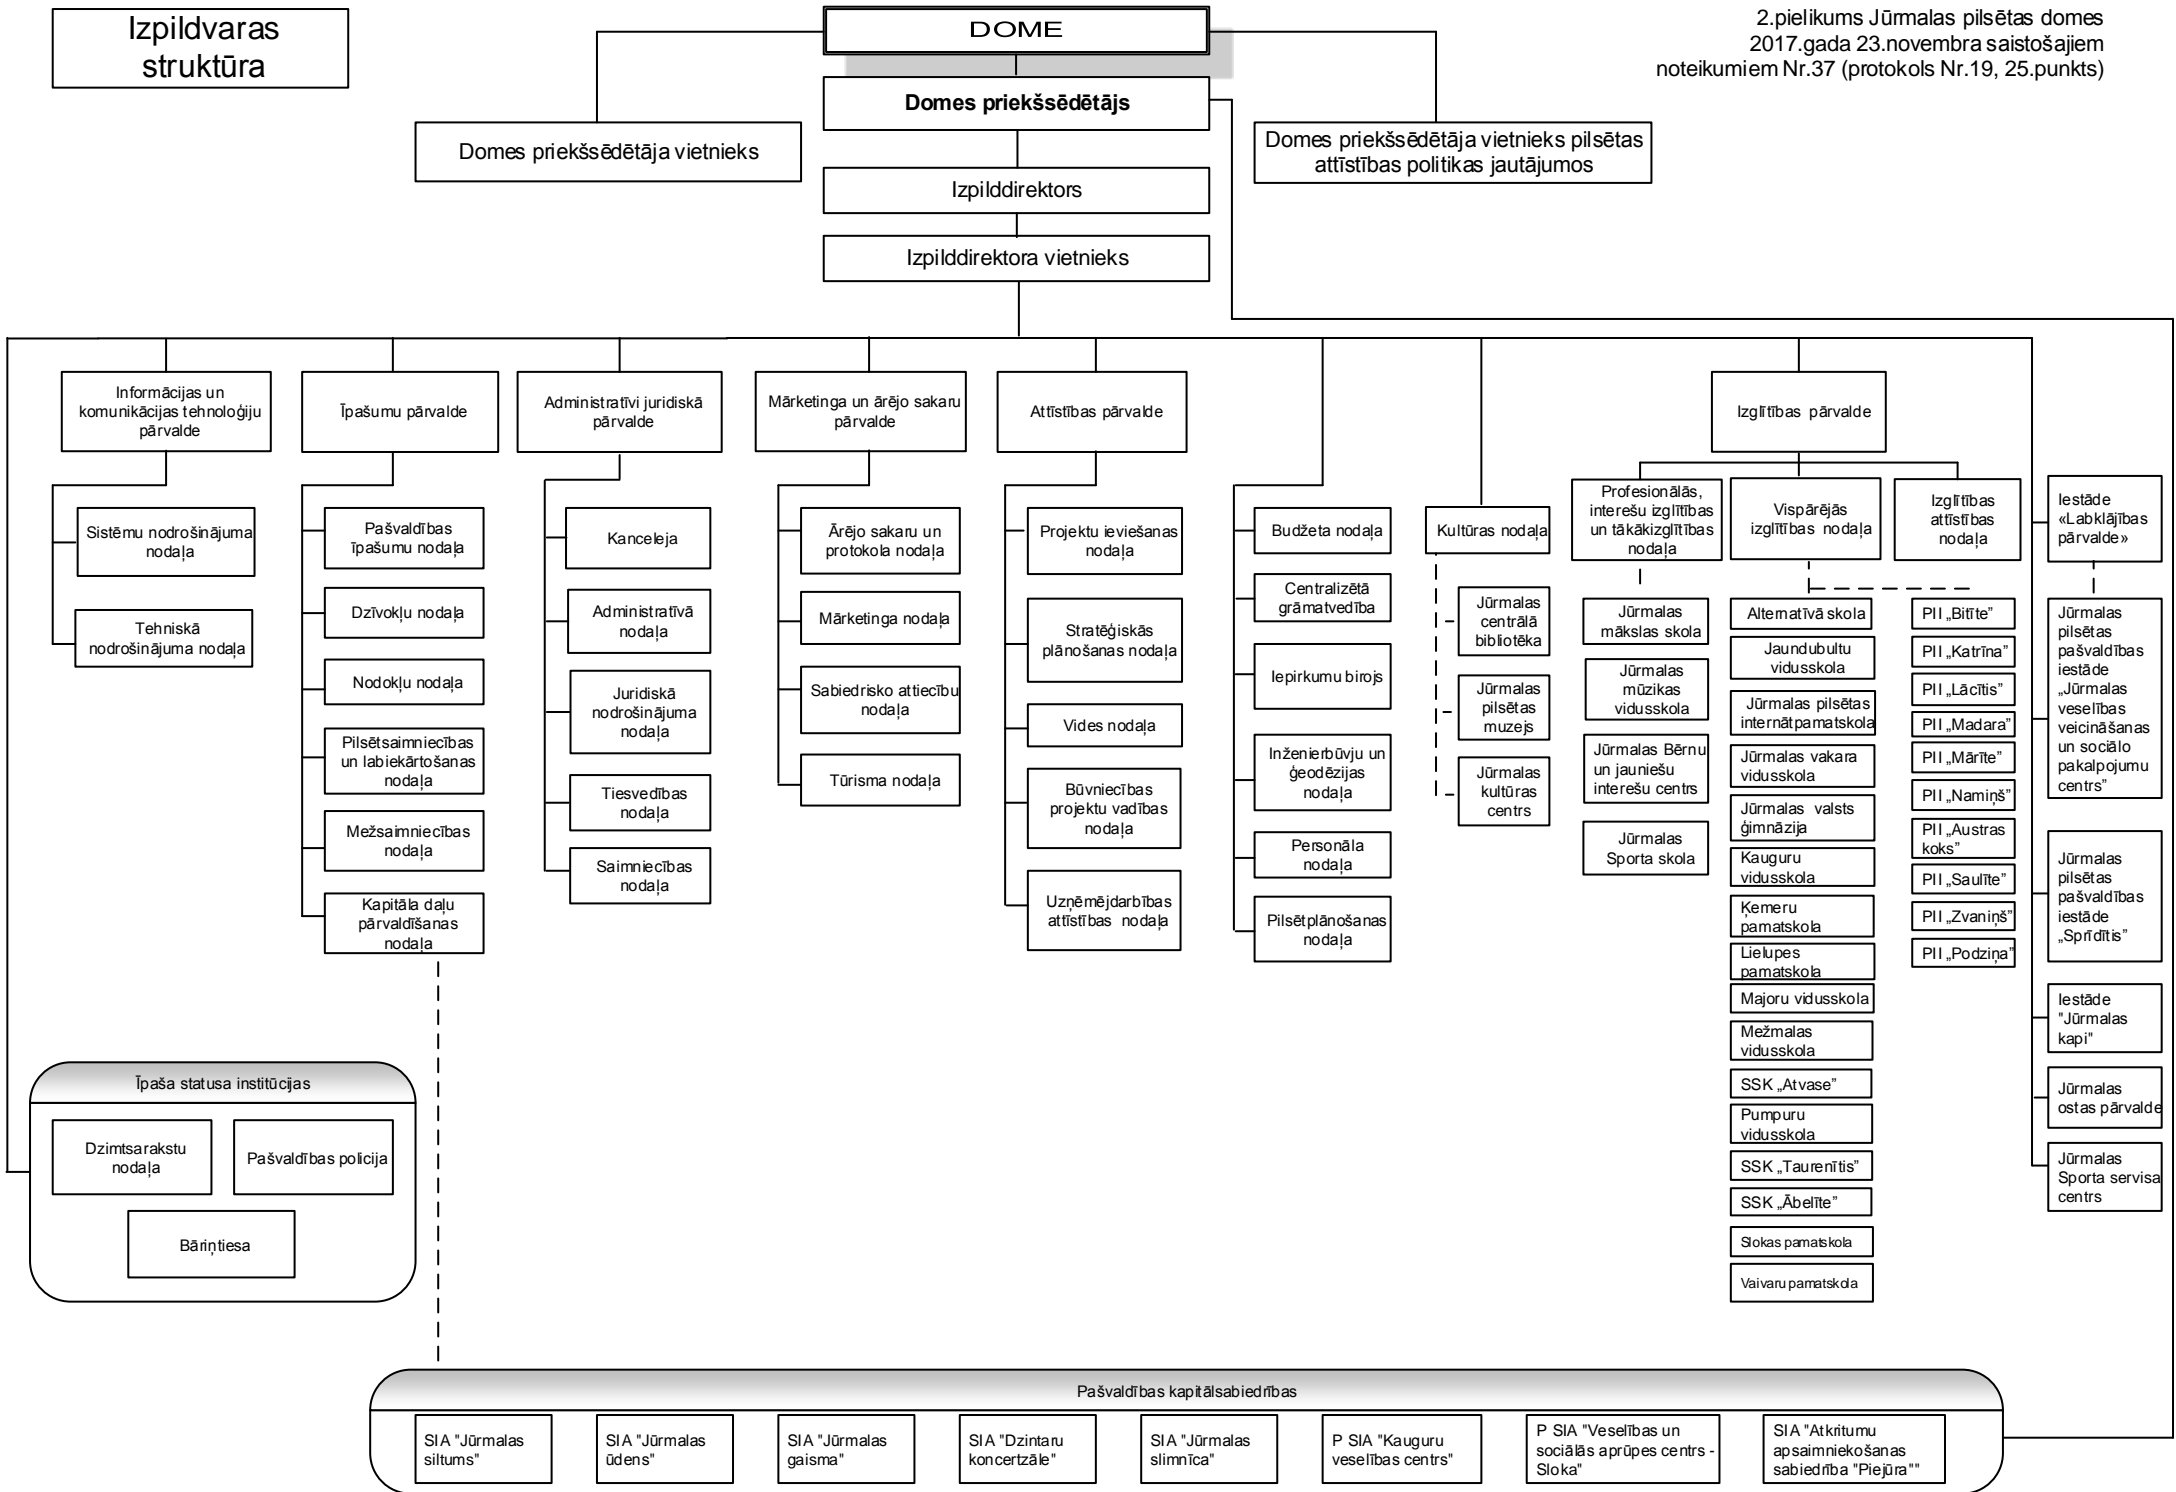 Izpildvaras
struktūra
DOME
2.pielikums Jūrmalas pilsētas domes
2017.gada 23.novembra saistošajiem
noteikumiem Nr.37 (protokols Nr.19, 25.punkts)
Domes priekšsēdētājs
Domes priekšsēdētāja vietnieks
Domes priekšsēdētāja vietnieks pilsētas
attīstības politikas jautājumos
Izpilddirektors
Izpilddirektora vietnieks
Informācijas un
komunikācijas tehnoloģiju
pārvalde
Sistēmu nodrošinājuma
nodaļa
Tehniskā
nodrošinājuma nodaļa
Īpašumu pārvalde
Pašvaldības
īpašumu nodaļa
Dzīvokļu nodaļa
Nodokļu nodaļa
Pilsētsaimniecības
un labiekārtošanas
nodaļa
Mežsaimniecības
nodaļa
Kapitāla daļu
pārvaldīšanas
nodaļa
Administratīvi juridiskā
pārvalde
Kanceleja
Administratīvā
nodaļa
Juridiskā
nodrošinājuma
nodaļa
Tiesvedības
nodaļa
Saimniecības
nodaļa
Mārketinga un ārējo sakaru
pārvalde
Ārējo sakaru un
protokola nodaļa
Mārketinga nodaļa
Sabiedrisko attiecību
nodaļa
Tūrisma nodaļa
Attīstības pārvalde
Projektu ieviešanas
nodaļa
Stratēģiskās
plānošanas nodaļa
Vides nodaļa
Būvniecības
projektu vadības
nodaļa
Uzņēmējdarbības
attīstības nodaļa
Budžeta nodaļa
Centralizētā
grāmatvedība
Iepirkumu birojs
Inženierbūvju un
ģeodēzijas
nodaļa
Personāla
nodaļa
Pilsētplānošanas
nodaļa
Kultūras nodaļa
Jūrmalas
centrālā
bibliotēka
Jūrmalas
pilsētas
muzejs
Jūrmalas
kultūras
centrs
Izglītības pārvalde
Profesionālās,
interešu izglītības
un tākākizglītības
nodaļa
Jūrmalas
mākslas skola
Jūrmalas
mūzikas
vidusskola
Jūrmalas Bērnu
un jauniešu
interešu centrs
Jūrmalas
Sporta skola
Vispārējās
izglītības nodaļa
Alternatīvā skola
Jaundubultu
vidusskola
Jūrmalas pilsētas
internātpamatskola
Jūrmalas vakara
vidusskola
Jūrmalas valsts
ģimnāzija
Kauguru
vidusskola
Ķemeru
pamatskola
Lielupes
pamatskola
Majoru vidusskola
Mežmalas
vidusskola
SSK „Atvase”
Pumpuru
vidusskola
SSK „Taurenītis”
SSK „Ābelīte”
Slokas pamatskola
Vaivaru pamatskola
Izglītības
attīstības
nodaļa
PII „Bitīte”
PII „Katrīna”
PII „Lācītis”
PII „Madara”
PII „Mārīte”
PII „Namiņš”
PII „Austras
koks”
PII „Saulīte”
PII „Zvaniņš”
PII „Podziņa”
Iestāde
«Labklājības
pārvalde»
Jūrmalas
pilsētas
pašvaldības
iestāde
„Jūrmalas
veselības
veicināšanas
un sociālo
pakalpojumu
centrs”
Jūrmalas
pilsētas
pašvaldības
iestāde
„Sprīdītis”
Iestāde
"Jūrmalas
kapi"
Jūrmalas
ostas pārvalde
Jūrmalas
Sporta servisa
centrs
Īpaša statusa institūcijas
Dzimtsarakstu
nodaļa
Pašvaldības policija
Bāriņtiesa
Pašvaldības kapitālsabiedrības
SIA "Jūrmalas
siltums"
SIA "Jūrmalas
ūdens"
SIA "Jūrmalas
gaisma"
SIA "Dzintaru
koncertzāle"
SIA "Jūrmalas
slimnīca"
P SIA "Kauguru
veselības centrs"
P SIA "Veselības un
sociālās aprūpes centrs -
Sloka"
SIA "Atkritumu
apsaimniekošanas
sabiedrība "Piejūra""